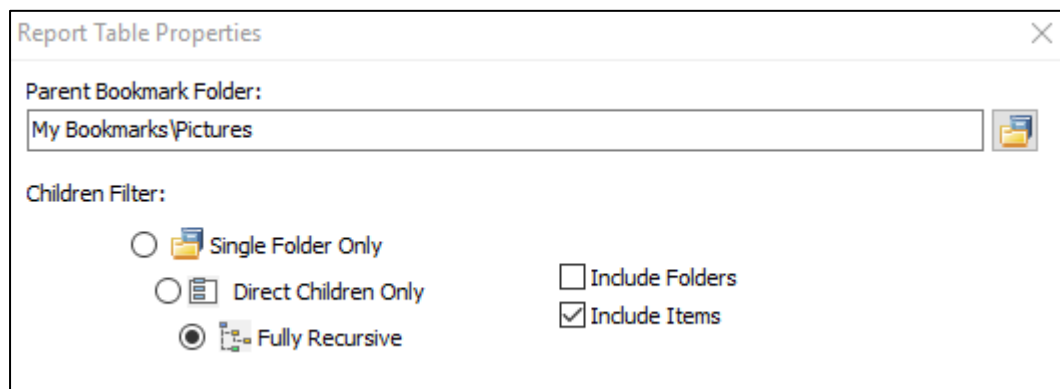 Report Table Properties
Parent Bookmark Folder:
My Bookmarks\Pictures
Children Filter:
Single Folder Only
Direct Children Only
Include Folders
Include Items
Fully Recursive